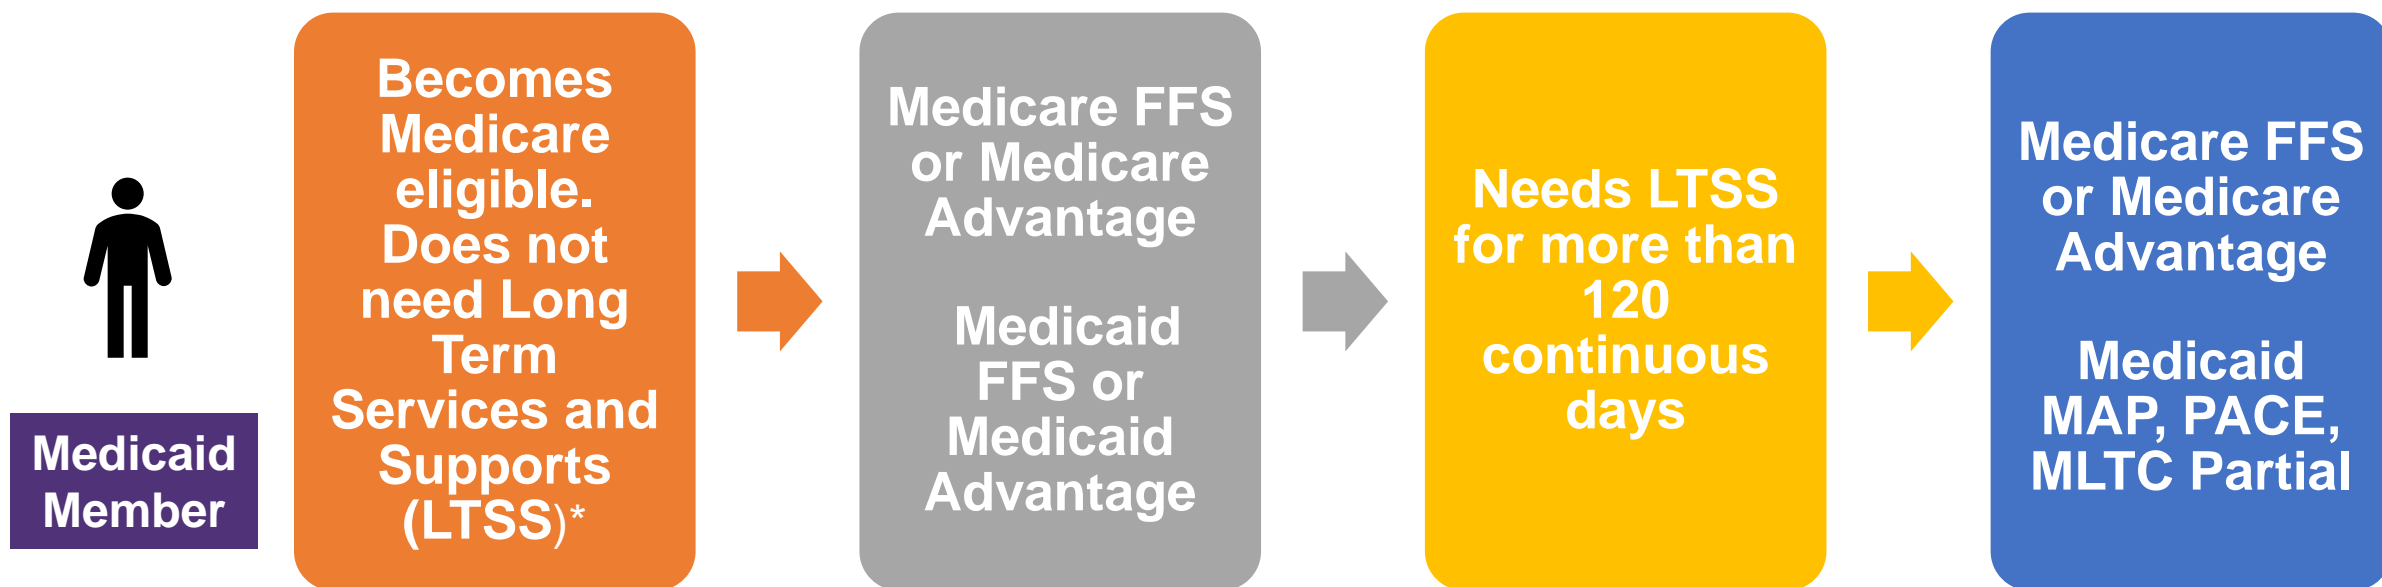 Medicaid
Member
Becomes
Medicare
eligible.
Does not
need Long
Term
Services and
Supports
(LTSS)*
Medicare FFS
or Medicare
Advantage
Medicaid
FFS or
Medicaid
Advantage
Needs LTSS
for more than
120
continuous
days
Medicare FFS
or Medicare
Advantage
Medicaid
MAP, PACE,
MLTC Partial